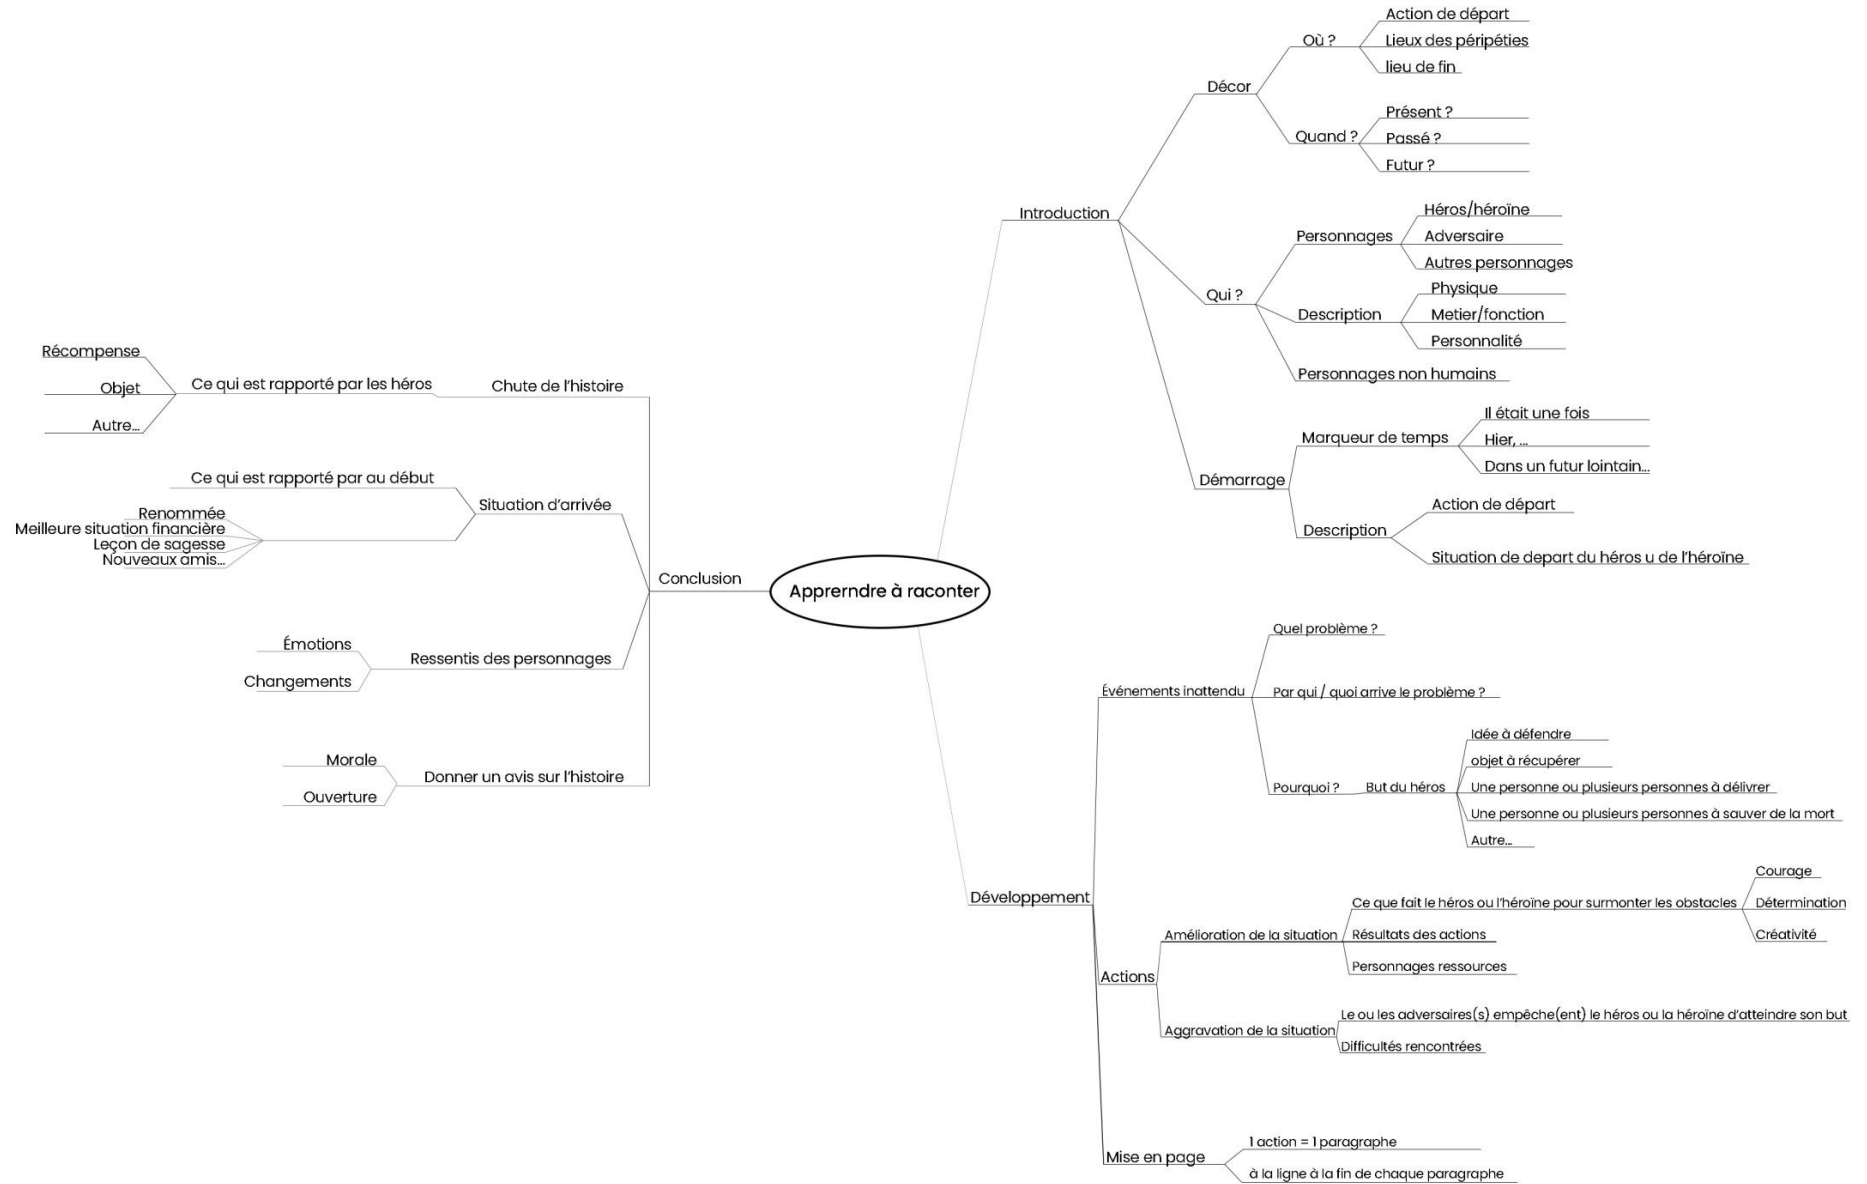 Apprerndre à raconter
Introduction
Décor
Où ?
Action de départ
Lieux des péripéties
lieu de fin
Quand ?
Présent ?
Passé ?
Futur ?
Qui ?
Personnages
Héros/héroïne
Adversaire
Autres personnages
Description
Physique
Metier/fonction
Personnalité
Personnages non humains
Démarrage
Marqueur de temps
Il était une fois
Hier, ...
Dans un futur lointain...
Description
Action de départ
Situation de depart du héros u de l'héroïne
Développement
Événements inattendu
Quel problème ?
Par qui / quoi arrive le problème ?
Pourquoi ?
But du héros
Idée à défendre
objet à récupérer
Une personne ou plusieurs personnes à délivrer
Une personne ou plusieurs personnes à sauver de la mort
Autre...
Actions
Amélioration de la situation
Ce que fait le héros ou l'héroïne pour surmonter les obstacles
Courage
Détermination
Créativité
Résultats des actions
Personnages ressources
Aggravation de la situation
Le ou les adversaires(s) empêche(ent) le héros ou la héroïne d'atteindre son but
Difficultés rencontrées
Mise en page
1 action = 1 paragraphe
à la ligne à la fin de chaque paragraphe
Conclusion
Chute de l'histoire
Ce qui est rapporté par les héros
Récompense
Objet
Autre...
Situation d'arrivée
Ce qui est rapporté par au début
Renommée
Meilleure situation financière
Leçon de sagesse
Nouveaux amis...
Ressentis des personnages
Émotions
Changements
Donner un avis sur l'histoire
Morale
Ouverture